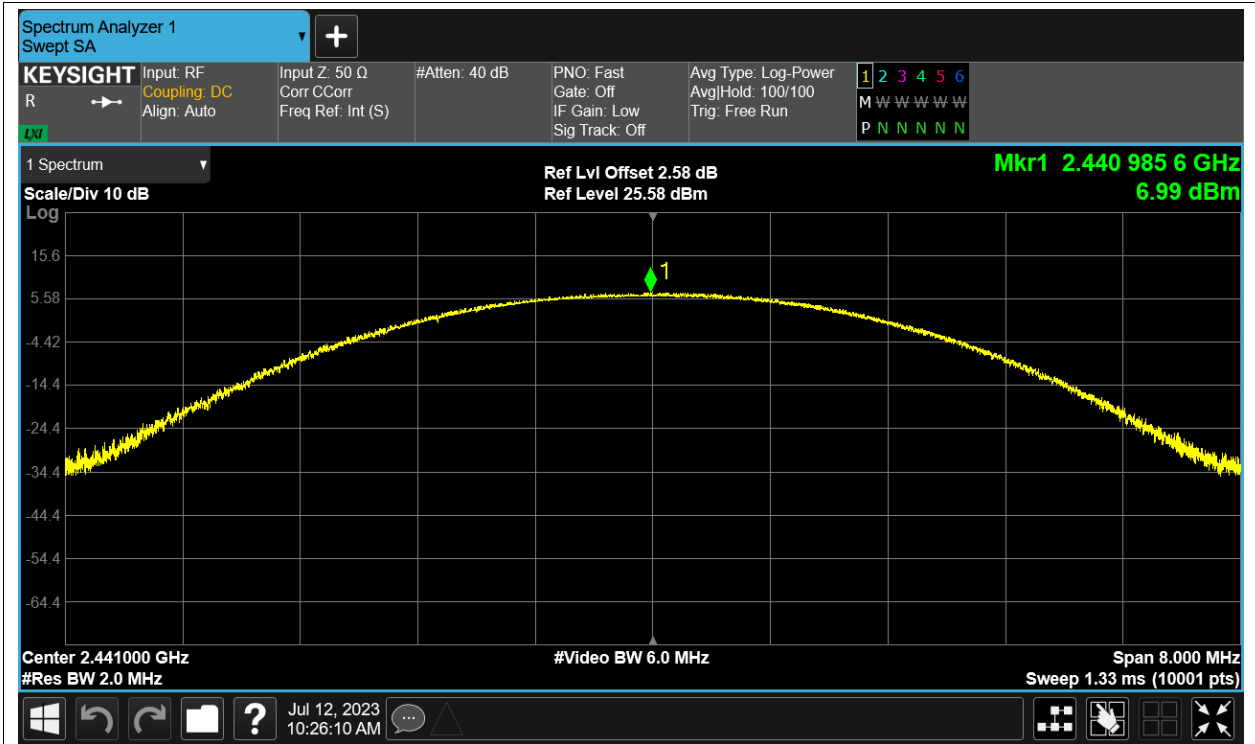 Spectrum Analyzer 1
Swept SA
KEYSIGHT
R
LXI
Input: RF
Coupling: DC
Align: Auto
Input Z: 50 Ω
Corr CCorr
Freq Ref: Int (S)
#Atten: 40 dB
PNO: Fast
Gate: Off
IF Gain: Low
Sig Track: Off
Avg Type: Log-Power
Avg|Hold: 100/100
Trig: Free Run
1 2 3 4 5 6
M W W W W W
P N N N N N
1 Spectrum
Scale/Div 10 dB
Log
Ref Lvl Offset 2.58 dB
Ref Level 25.58 dBm
Mkr1 2.440 985 6 GHz
6.99 dBm
1
15.6
5.58
-4.42
-14.4
-24.4
-34.4
-44.4
-54.4
-64.4
Center 2.441000 GHz
#Res BW 2.0 MHz
#Video BW 6.0 MHz
Span 8.000 MHz
Sweep 1.33 ms (10001 pts)
?
Jul 12, 2023
10:26:10 AM